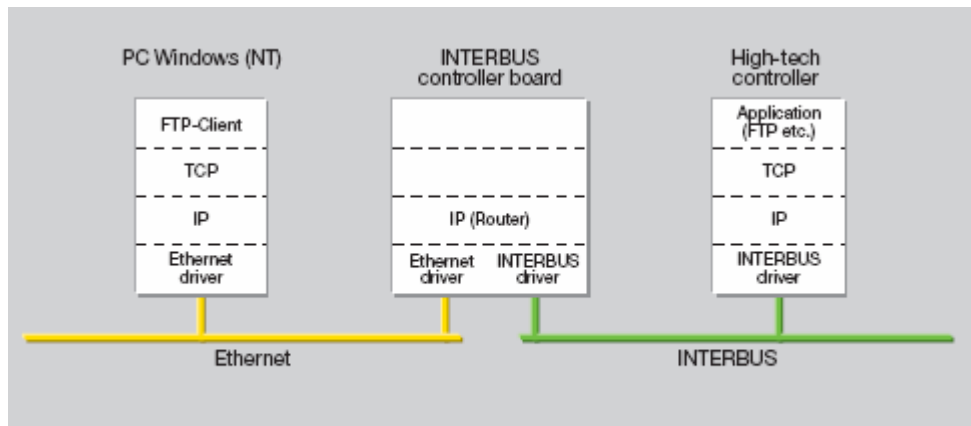 PC Windows (NT)
INTERBUS
controller board
High-tech
controller
FTP-Client
TCP
IP
Ethernet
driver
IP (Router)
Ethernet
driver
INTERBUS
driver
Application
(FTP etc.)
TCP
IP
INTERBUS
driver
Ethernet
INTERBUS